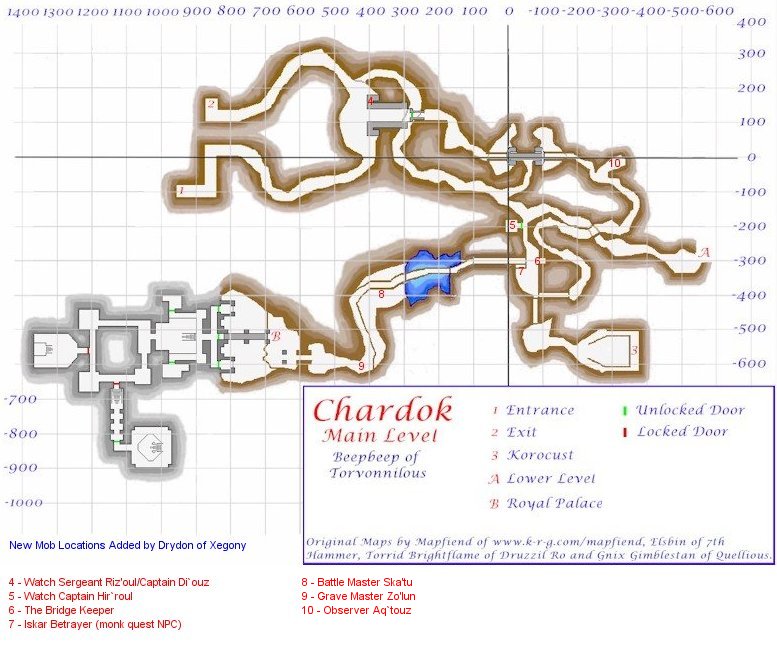 1400 1300 1200 1100 1000 900 800 700 600 500 400 300 200 100 0 -100 -200 -300 -400 -500 -600
400
300
200
100
0
-100
-200
-300
-400
-500
-600
-700
-800
-900
-1000
2
4
10
1
5
A
6
7
8
B
3
9
Chardok
Main Level
Beepbeep of
Torvonnilous
1 Entrance
2 Exit
3 Korocust
A Lower Level
B Royal Palace
Unlocked Door
Locked Door
Original Maps by Mapfiend of www.k-r-g.com/mapfiend, Elsbin of 7th
Hammer, Torrid Brightflame of Druzzil Ro and Gnix Gimblestan of Quellious.
New Mob Locations Added by Drydon of Xegony
4 - Watch Sergeant Riz'oul/Captain Di`ouz
5 - Watch Captain Hir`roul
6 - The Bridge Keeper
7 - Iskar Betrayer (monk quest NPC)
8 - Battle Master Ska'tu
9 - Grave Master Zo'lun
10 - Observer Aq`touz